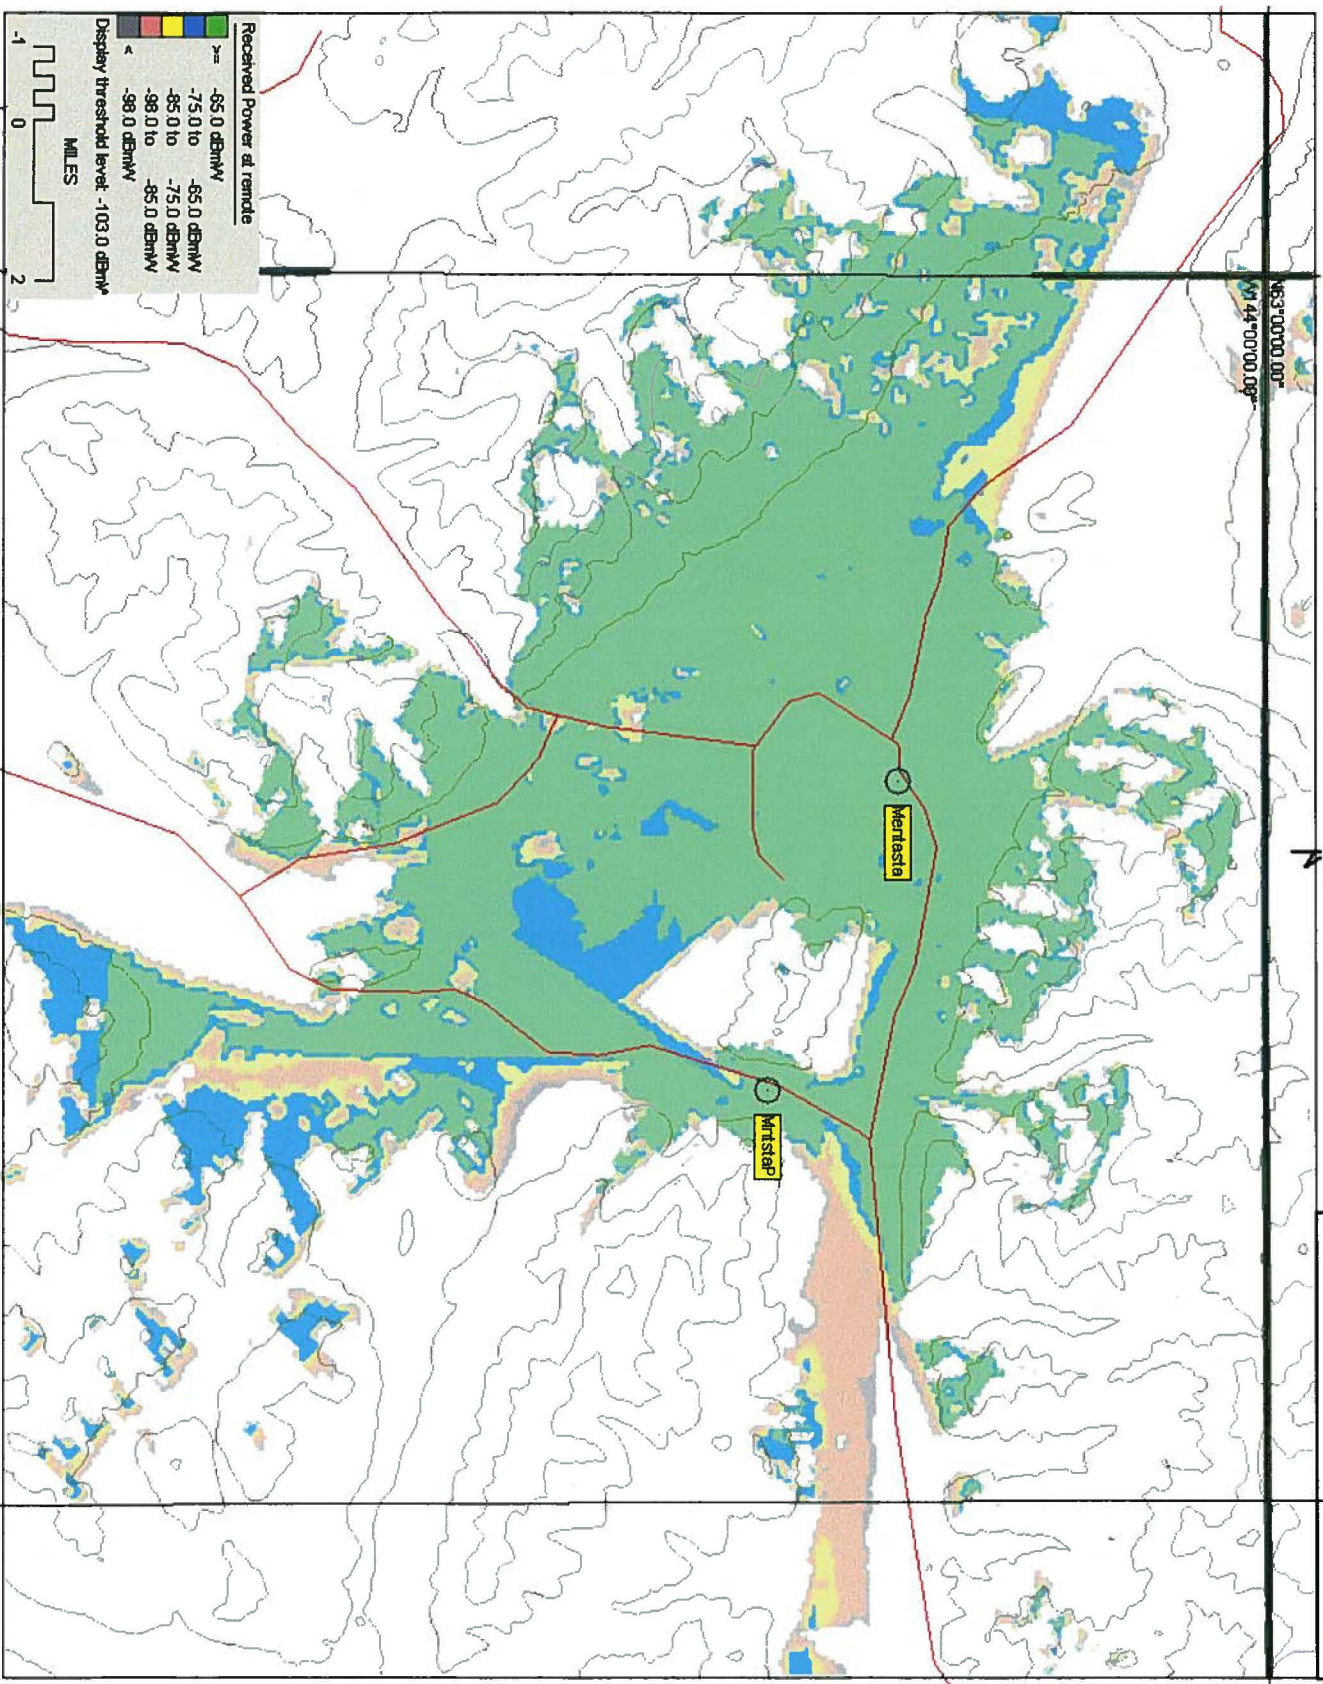 N63°00'00.00"
W144°00'00.00"
Mentasta
MntstaP
Received Power at remote
>= -65.0 dBmW
-75.0 to -65.0 dBmW
-85.0 to -75.0 dBmW
-98.0 to -85.0 dBmW
< -98.0 dBmW
Display threshold level: -103.0 dBmW
MILES
-1 0 2